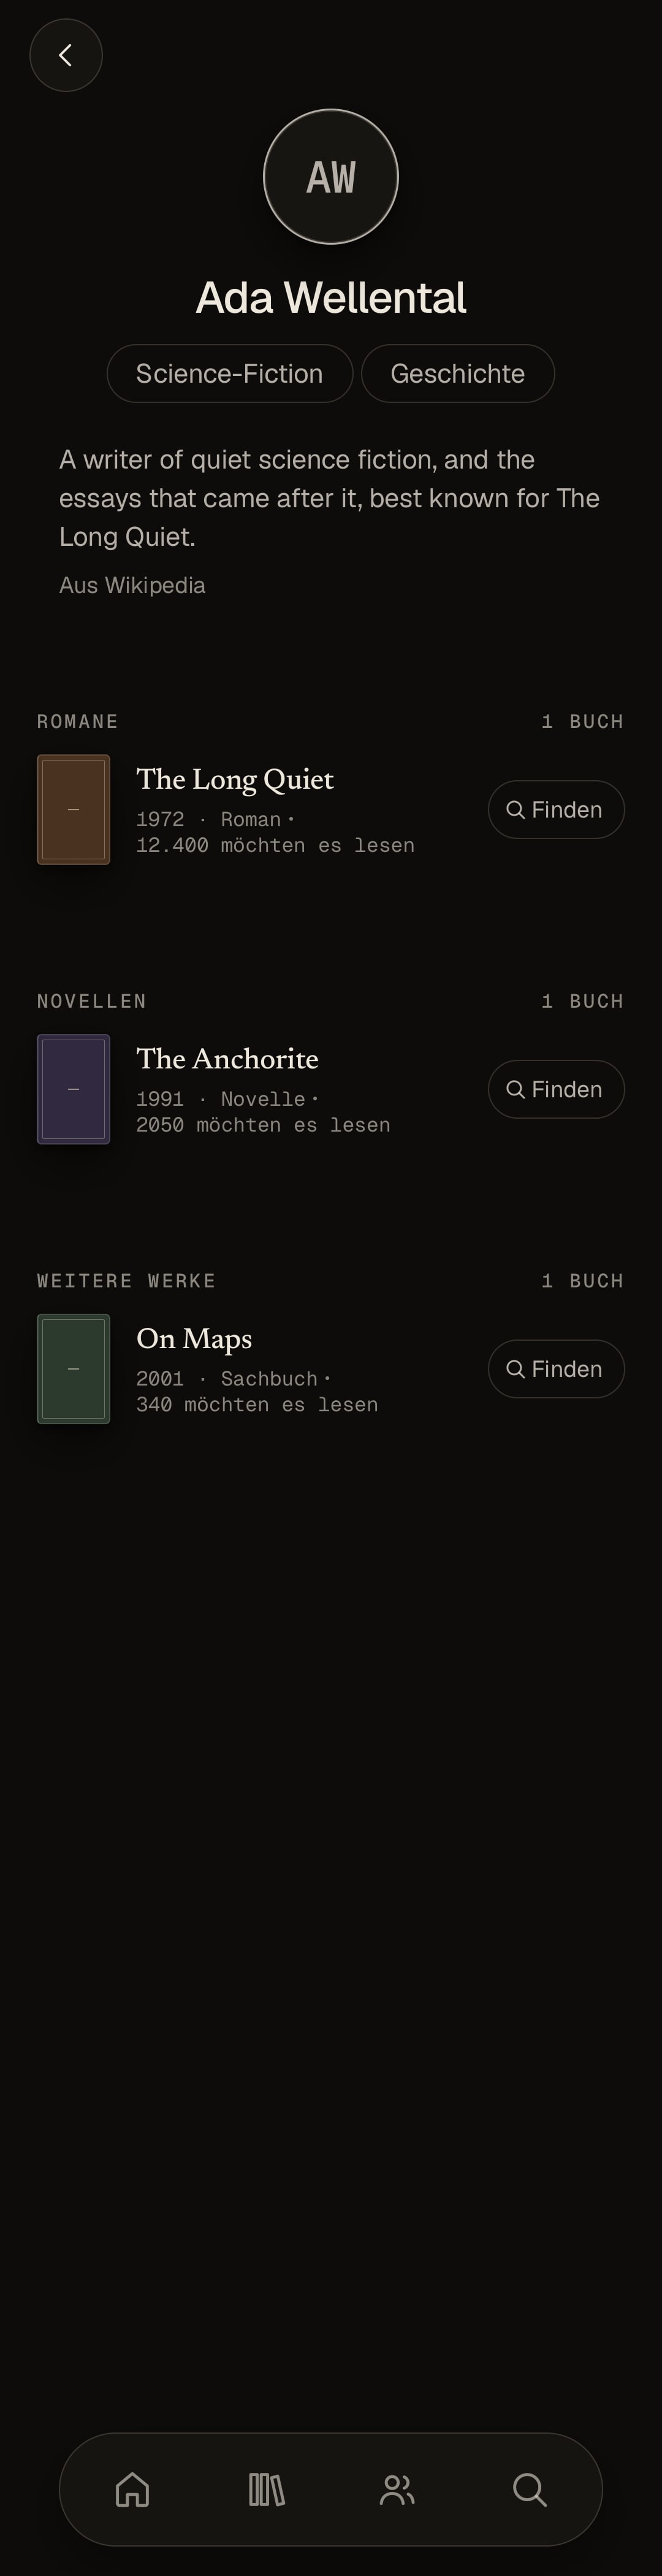 AW
Ada Wellental
Science-Fiction
Geschichte
A writer of quiet science fiction, and the
essays that came after it, best known for The
Long Quiet.
Aus Wikipedia
ROMANE
1 BUCH
The Long Quiet
1972 · Roman ·
12.400 möchten es lesen
Finden
NOVELLEN
1 BUCH
The Anchorite
1991 · Novelle ·
2050 möchten es lesen
Finden
WEITERE WERKE
1 BUCH
On Maps
2001 · Sachbuch ·
340 möchten es lesen
Finden